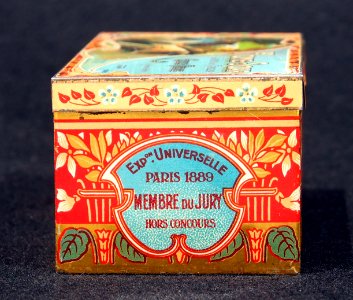 EXPON. UNIVERSELLE
PARIS 1889
MEMBRE DU JURY
HORS CONCOURS